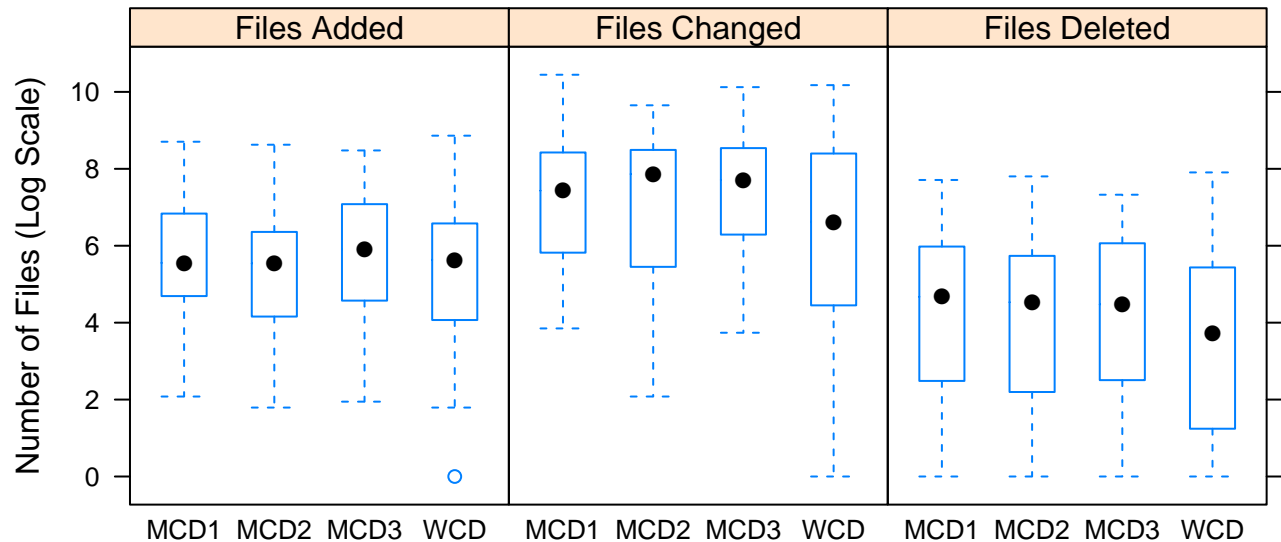 Files Added
Files Changed
Files Deleted
Number of Files (Log Scale)
10
8
6
4
2
0
MCD1 MCD2 MCD3 WCD
MCD1 MCD2 MCD3 WCD
MCD1 MCD2 MCD3 WCD